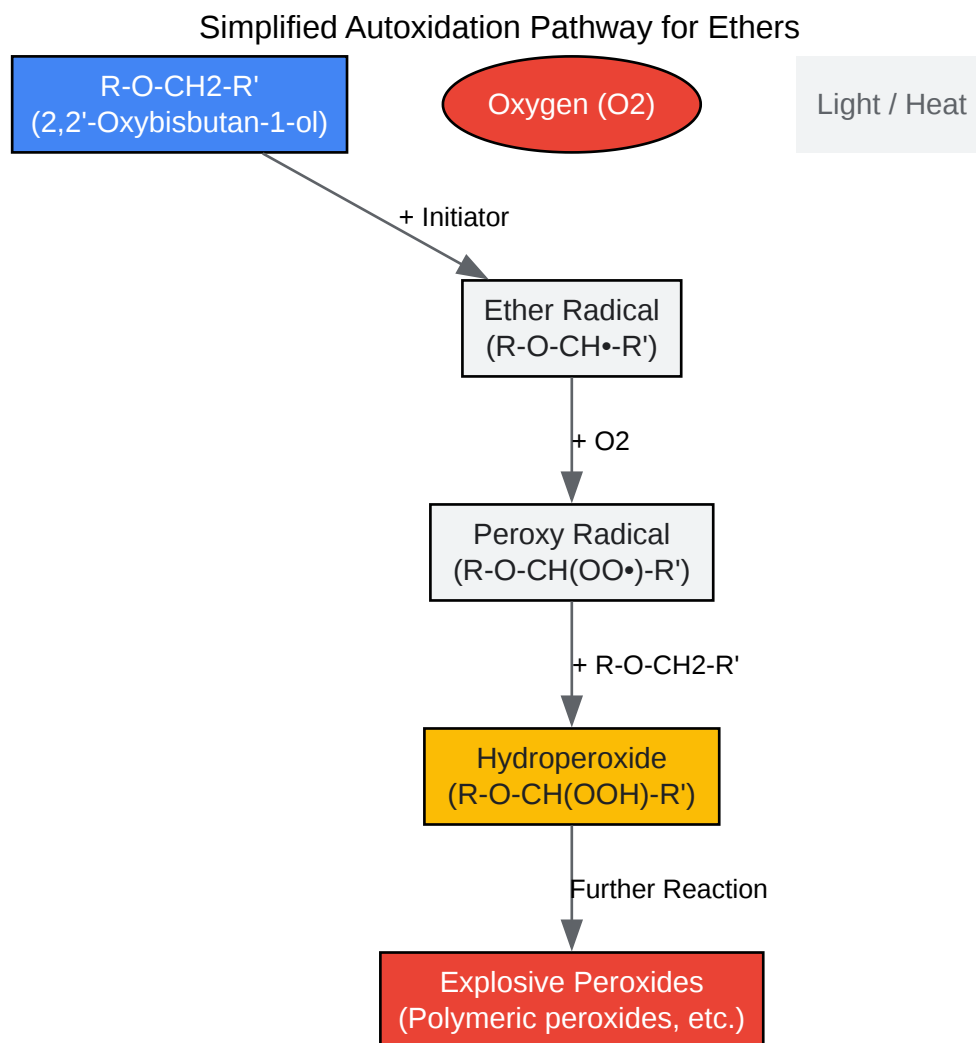 Simplified Autoxidation Pathway for Ethers
R-O-CH2-R'
(2,2'-Oxybisbutan-1-ol)
Oxygen (O2)
Light / Heat
+ Initiator
Ether Radical
(R-O-CH•-R')
+ O2
Peroxy Radical
(R-O-CH(OO•)-R')
+ R-O-CH2-R'
Hydroperoxide
(R-O-CH(OOH)-R')
Further Reaction
Explosive Peroxides
(Polymeric peroxides, etc.)